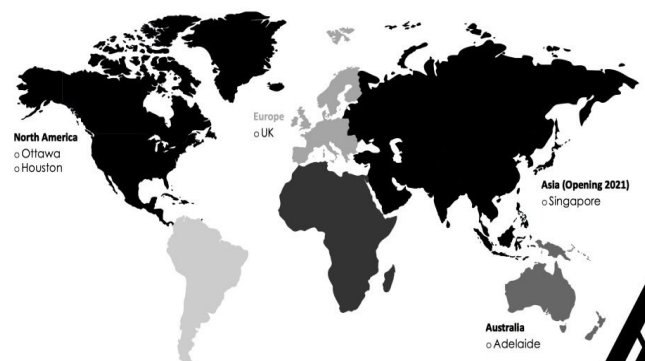 North America
○ Ottawa
○ Houston
Europe
○ UK
Asia (Opening 2021)
○ Singapore
Australia
○ Adelaide